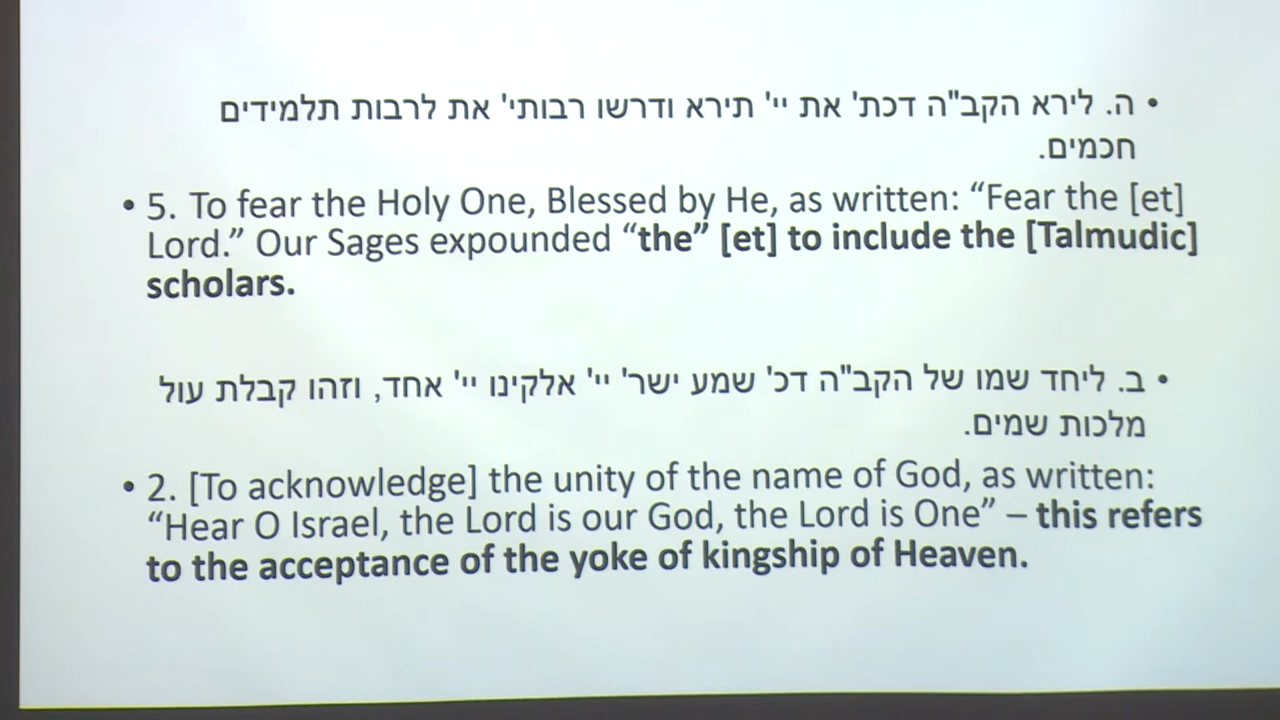 • ה. לירא הקב"ה דכת' את יי' תירא ודרשו רבותי' את לרבות תלמידים
חכמים.
• 5. To fear the Holy One, Blessed by He, as written: “Fear the [et]
Lord.” Our Sages expounded “the” [et] to include the [Talmudic]
scholars.
• ב. ליחד שמו של הקב"ה דכ' שמע ישר' יי' אלקינו יי' אחד, וזהו קבלת עול
מלכות שמים.
• 2. [To acknowledge] the unity of the name of God, as written:
“Hear O Israel, the Lord is our God, the Lord is One” – this refers
to the acceptance of the yoke of kingship of Heaven.